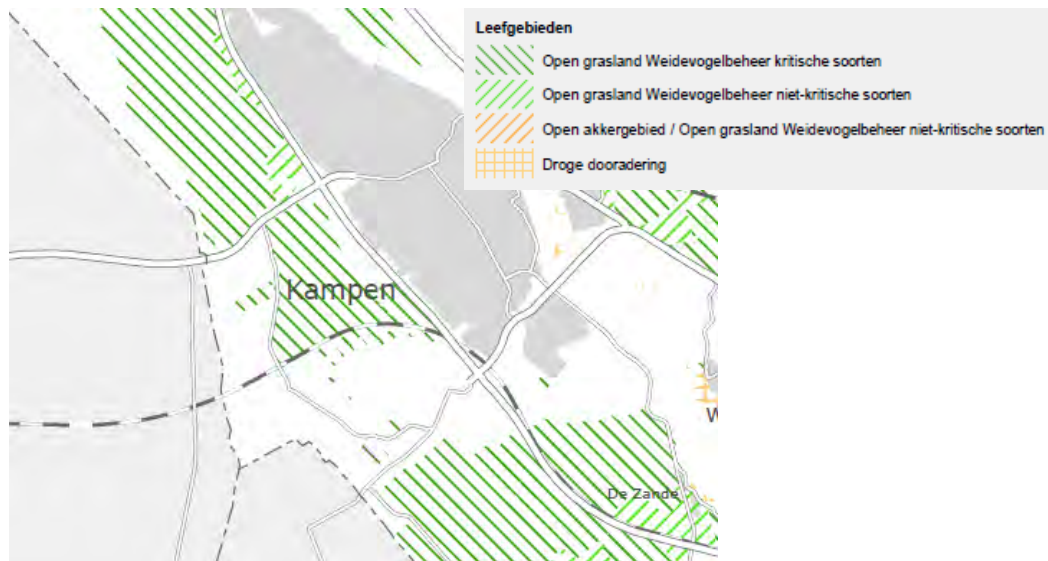 Leefgebieden
Open grasland Weidevogelbeheer kritische soorten
Open grasland Weidevogelbeheer niet-kritische soorten
Open akkergebied / Open grasland Weidevogelbeheer niet-kritische soorten
Droge dooradering
Kampen
W
De Zande